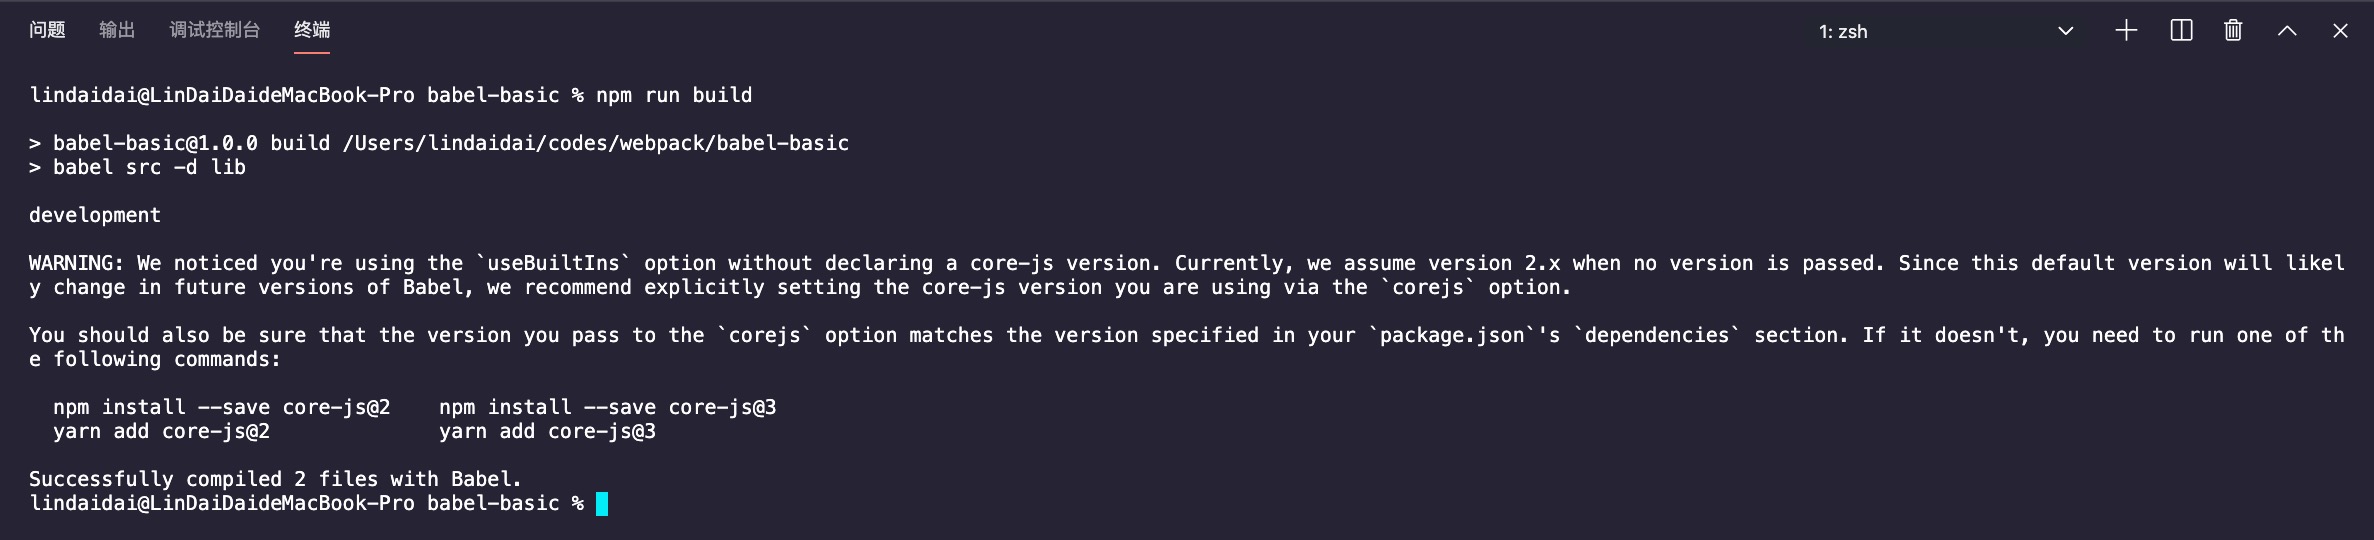 问题 输出 调试控制台 终端 1: zsh
lindaidai@LinDaiDaideMacBook-Pro babel-basic % npm run build
> babel-basic@1.0.0 build /Users/lindaidai/codes/webpack/babel-basic
> babel src -d lib
development
WARNING: We noticed you're using the `useBuiltIns` option without declaring a core-js version. Currently, we assume version 2.x when no version is passed. Since this default version will likel
y change in future versions of Babel, we recommend explicitly setting the core-js version you are using via the `corejs` option.
You should also be sure that the version you pass to the `corejs` option matches the version specified in your `package.json`'s `dependencies` section. If it doesn't, you need to run one of th
e following commands:
npm install --save core-js@2    npm install --save core-js@3
yarn add core-js@2              yarn add core-js@3
Successfully compiled 2 files with Babel.
lindaidai@LinDaiDaideMacBook-Pro babel-basic %